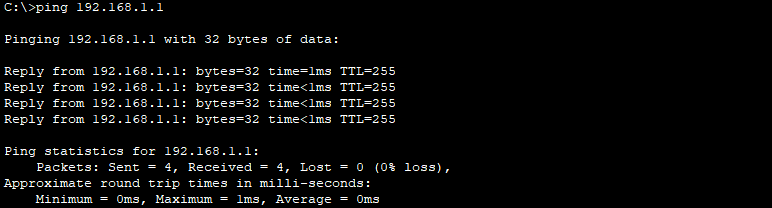 C:\>ping 192.168.1.1
Pinging 192.168.1.1 with 32 bytes of data:
Reply from 192.168.1.1: bytes=32 time=1ms TTL=255
Reply from 192.168.1.1: bytes=32 time<1ms TTL=255
Reply from 192.168.1.1: bytes=32 time<1ms TTL=255
Reply from 192.168.1.1: bytes=32 time<1ms TTL=255
Ping statistics for 192.168.1.1:
    Packets: Sent = 4, Received = 4, Lost = 0 (0% loss),
Approximate round trip times in milli-seconds:
    Minimum = 0ms, Maximum = 1ms, Average = 0ms